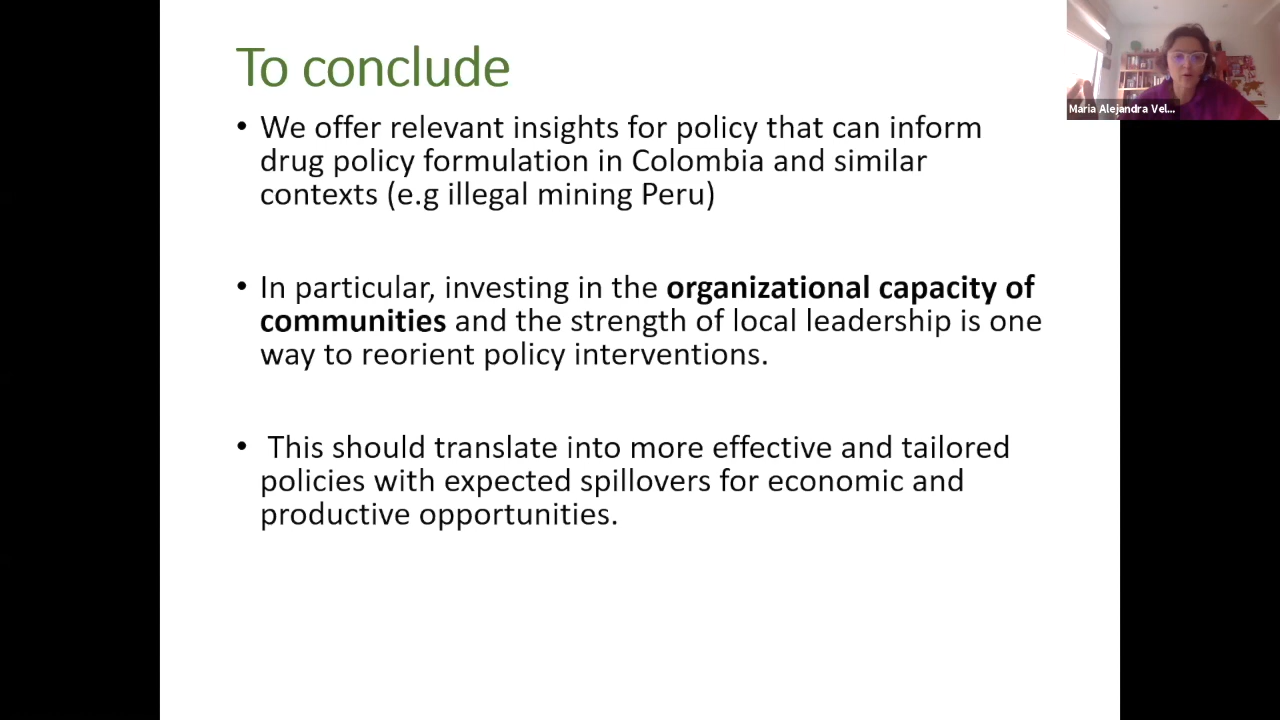 To conclude
Maria Alejandra Vel...
• We offer relevant insights for policy that can inform
drug policy formulation in Colombia and similar
contexts (e.g illegal mining Peru)
• In particular, investing in the organizational capacity of
communities and the strength of local leadership is one
way to reorient policy interventions.
• This should translate into more effective and tailored
policies with expected spillovers for economic and
productive opportunities.